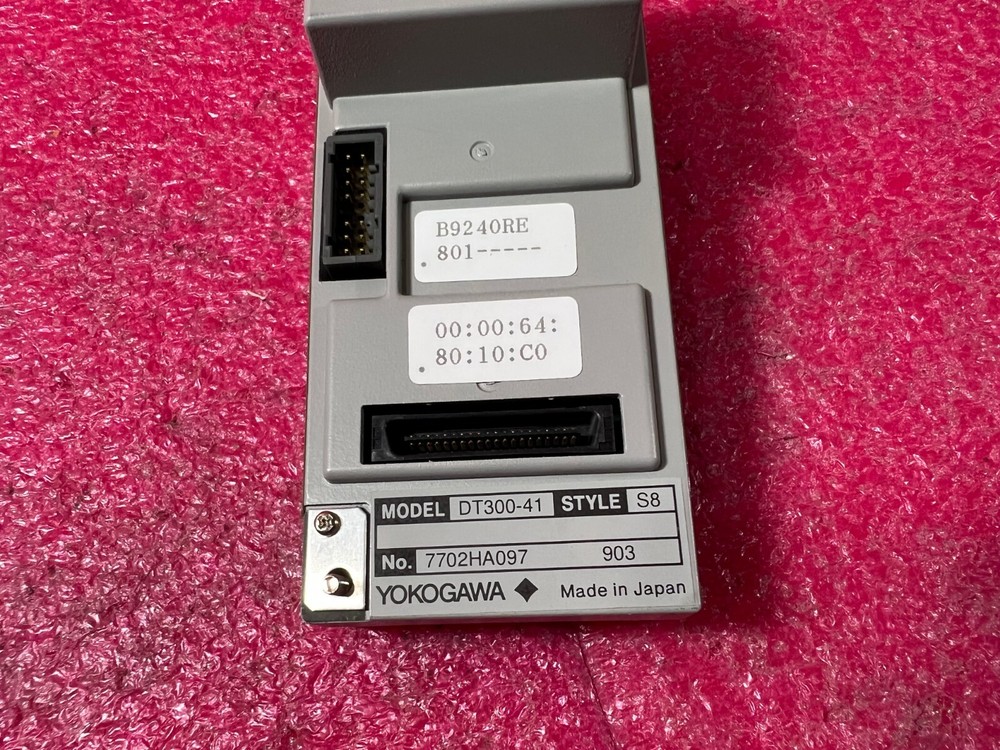 B9240RE
801-----
00:00:64:
80:10:C0
MODEL DT300-41 STYLE S8
No. 7702HA097 903
YOKOGAWA Made in Japan